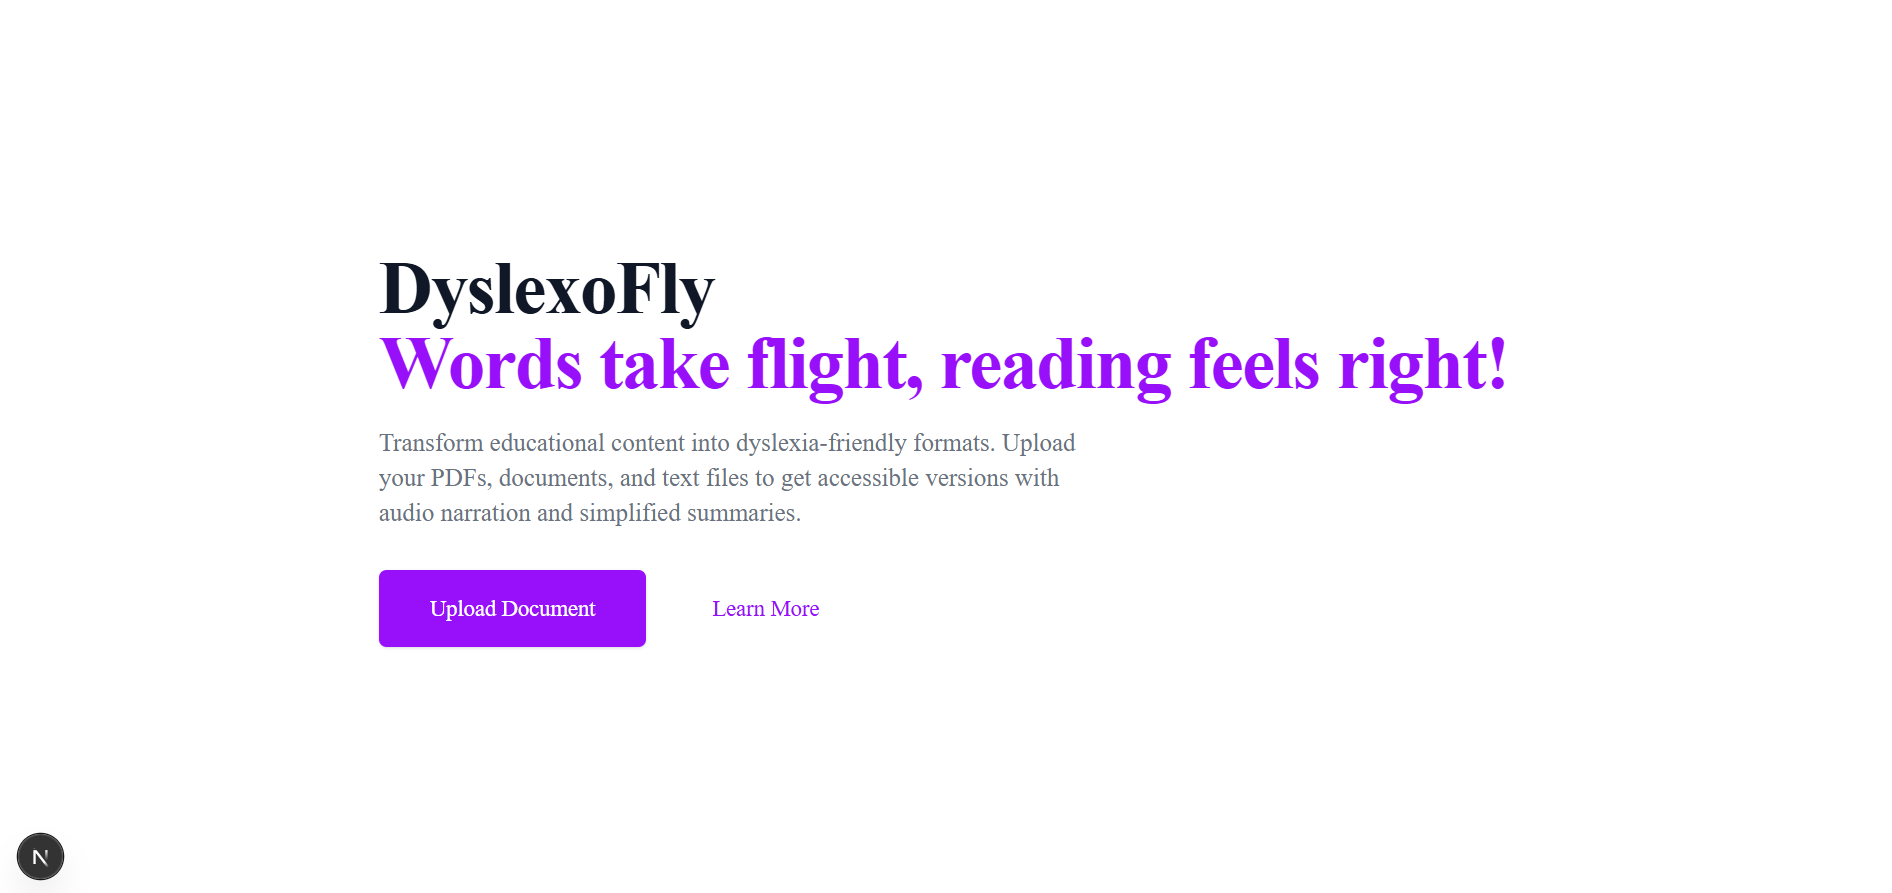 DyslexoFly
Words take flight, reading feels right!
Transform educational content into dyslexia-friendly formats. Upload
your PDFs, documents, and text files to get accessible versions with
audio narration and simplified summaries.
Upload Document
Learn More
N